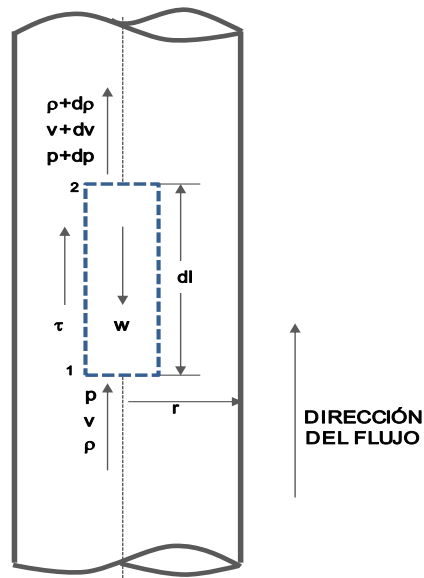 ρ+dρ
v+dv
p+dp
2
dl
τ
w
1
p
v
ρ
r
DIRECCIÓN
DEL FLUJO